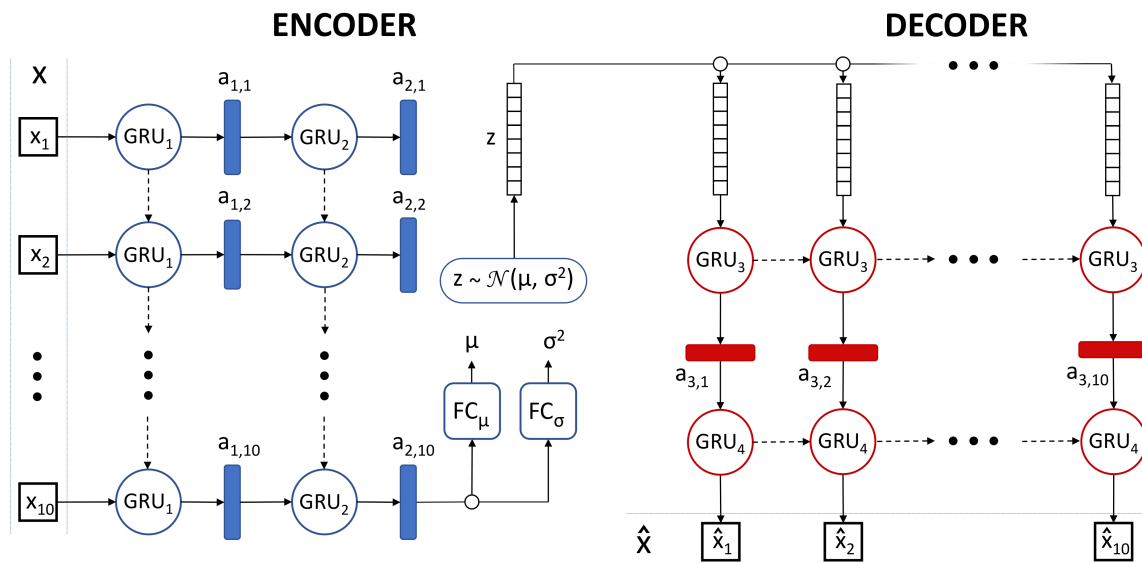 ENCODER
DECODER
X
a1,1
a2,1
x1
GRU1
GRU2
z
a1,2
a2,2
x2
GRU1
GRU2
z ~ 𝒩(μ, σ²)
GRU3
GRU3
GRU3
μ
σ²
a3,1
a3,2
a3,10
FCμ
FCσ
a1,10
a2,10
GRU4
GRU4
GRU4
x10
GRU1
GRU2
X̂
x̂1
x̂2
x̂10